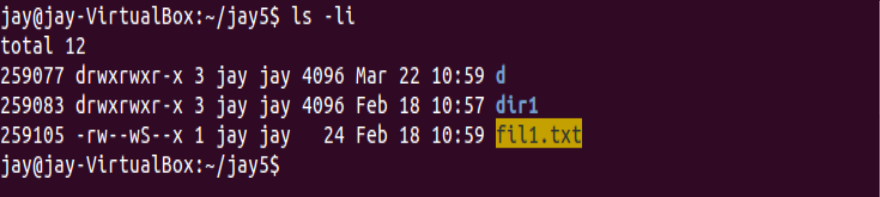 jay@jay-VirtualBox:~/jay5$ ls -li
total 12
259077 drwxrwxr-x 3 jay jay 4096 Mar 22 10:59 d
259083 drwxrwxr-x 3 jay jay 4096 Feb 18 10:57 dir1
259105 -rw--wS--x 1 jay jay   24 Feb 18 10:59 fil1.txt
jay@jay-VirtualBox:~/jay5$